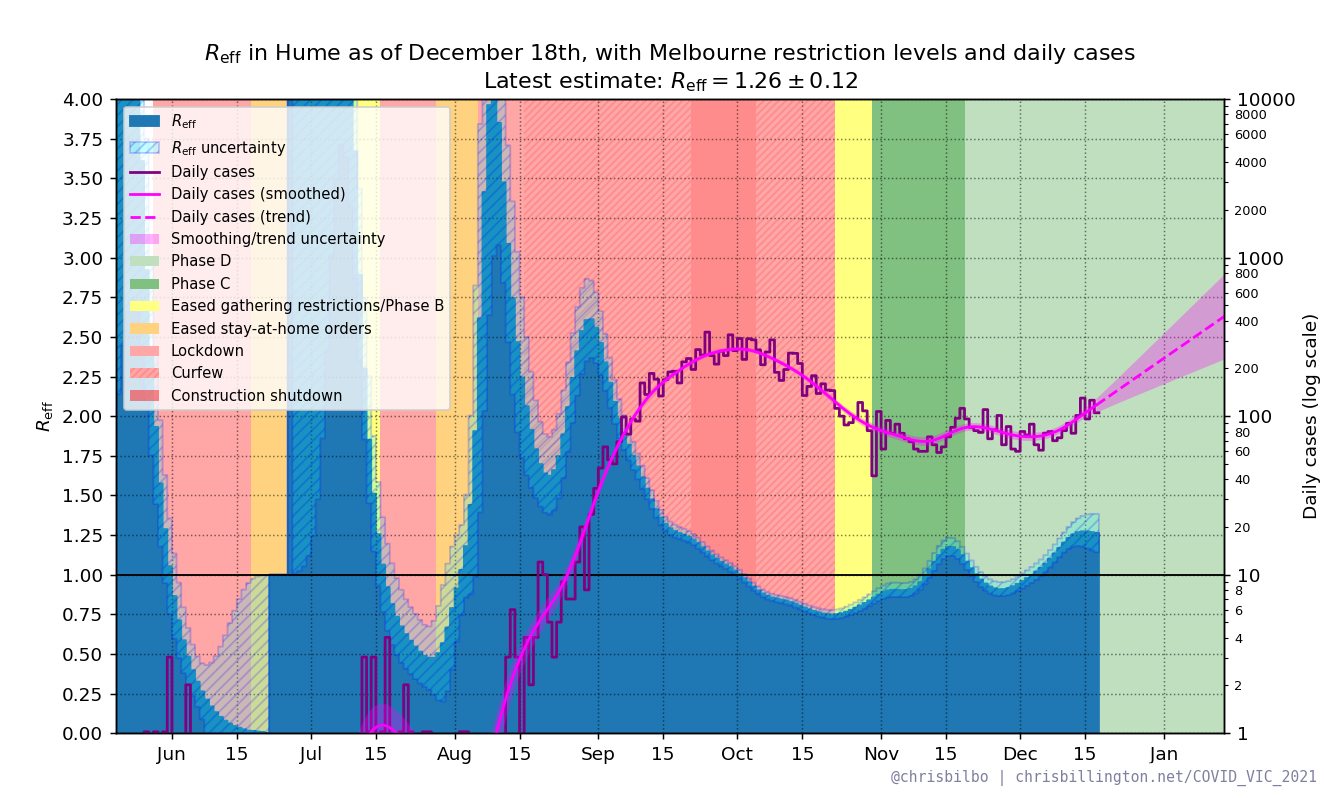 Reff in Hume as of December 18th, with Melbourne restriction levels and daily cases
Latest estimate: Reff = 1.26 ± 0.12
Reff
Reff uncertainty
Daily cases
Daily cases (smoothed)
Daily cases (trend)
Smoothing/trend uncertainty
Phase D
Phase C
Eased gathering restrictions/Phase B
Eased stay-at-home orders
Lockdown
Curfew
Construction shutdown
Reff
4.00
3.75
3.50
3.25
3.00
2.75
2.50
2.25
2.00
1.75
1.50
1.25
1.00
0.75
0.50
0.25
0.00
10000
8000
6000
4000
2000
1000
800
600
400
200
100
80
60
40
20
10
8
6
4
2
1
Daily cases (log scale)
Jun 15 Jul 15 Aug 15 Sep 15 Oct 15 Nov 15 Dec 15 Jan
@chrisbilbo | chrisbillington.net/COVID_VIC_2021